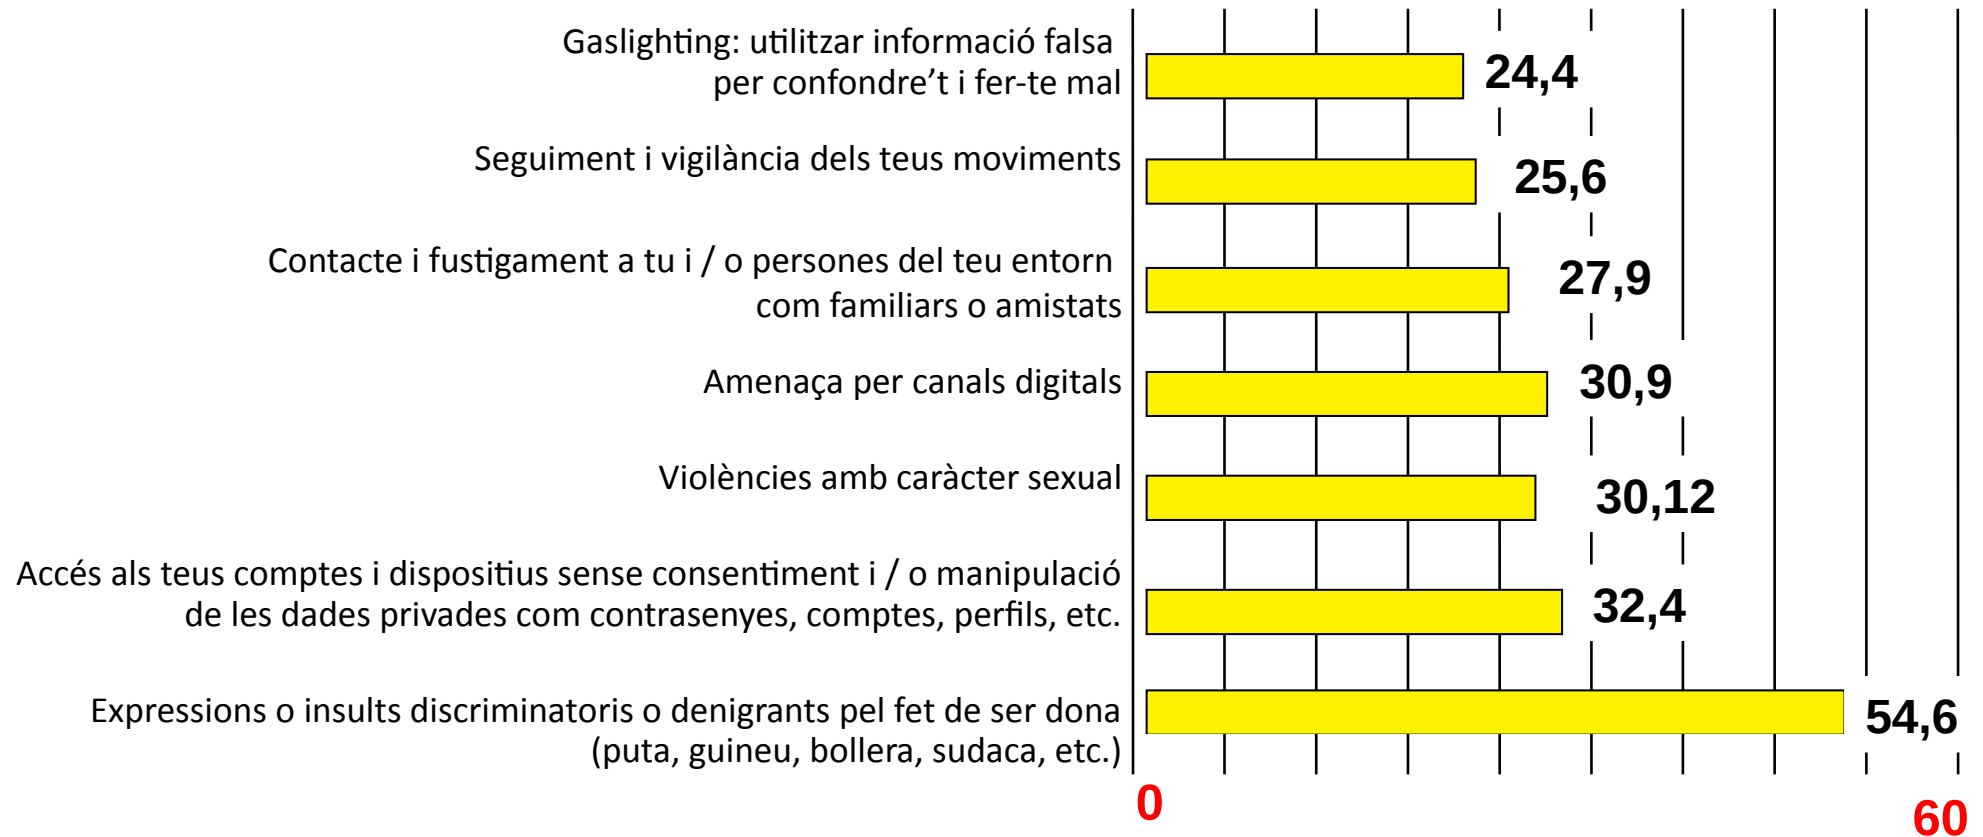 Gaslighting: utilitzar informació falsa
per confondre’t i fer-te mal
24,4
Seguiment i vigilància dels teus moviments
25,6
Contacte i fustigament a tu i / o persones del teu entorn
com familiars o amistats
27,9
Amenaça per canals digitals
30,9
Violències amb caràcter sexual
30,12
Accés als teus comptes i dispositius sense consentiment i / o manipulació
de les dades privades com contrasenyes, comptes, perfils, etc.
32,4
Expressions o insults discriminatoris o denigrants pel fet de ser dona
(puta, guineu, bollera, sudaca, etc.)
54,6
0
60